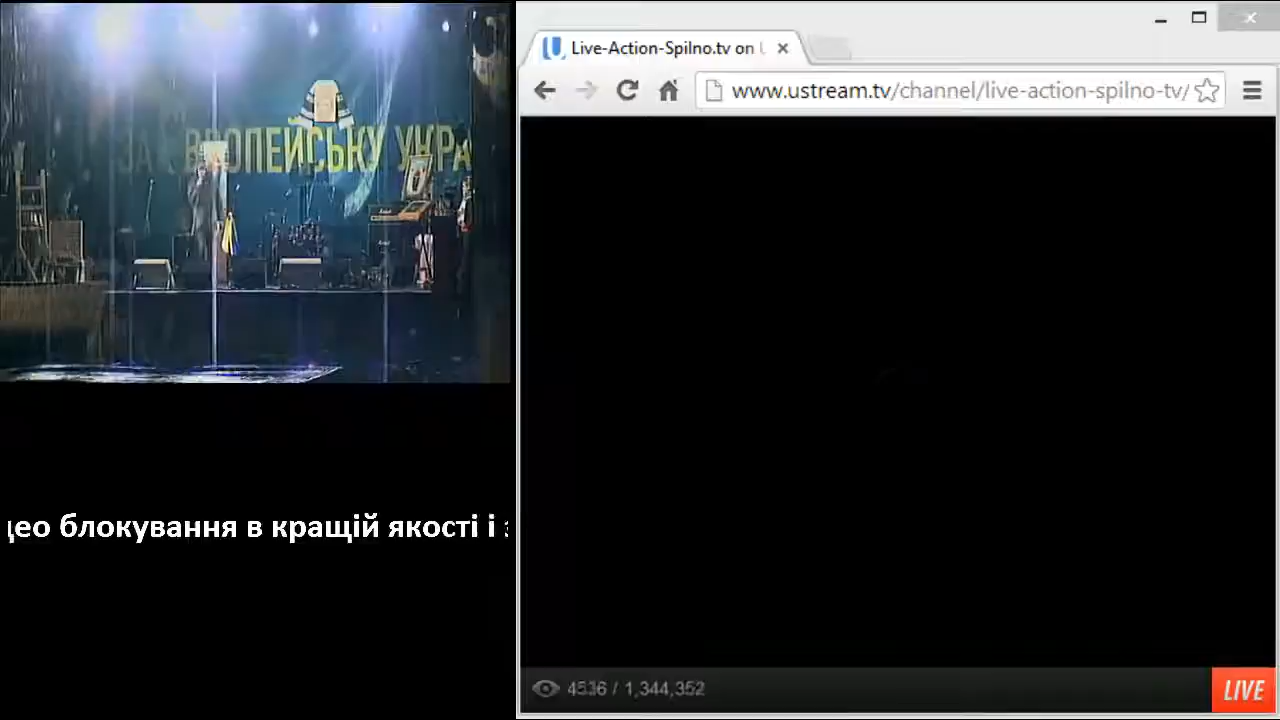 ЗА ЄВРОПЕЙСЬКУ УКРА
део блокування в кращій якості і з
Live-Action-Spilno.tv on U
www.ustream.tv/channel/live-action-spilno-tv/
4536 / 1,344,352
LIVE